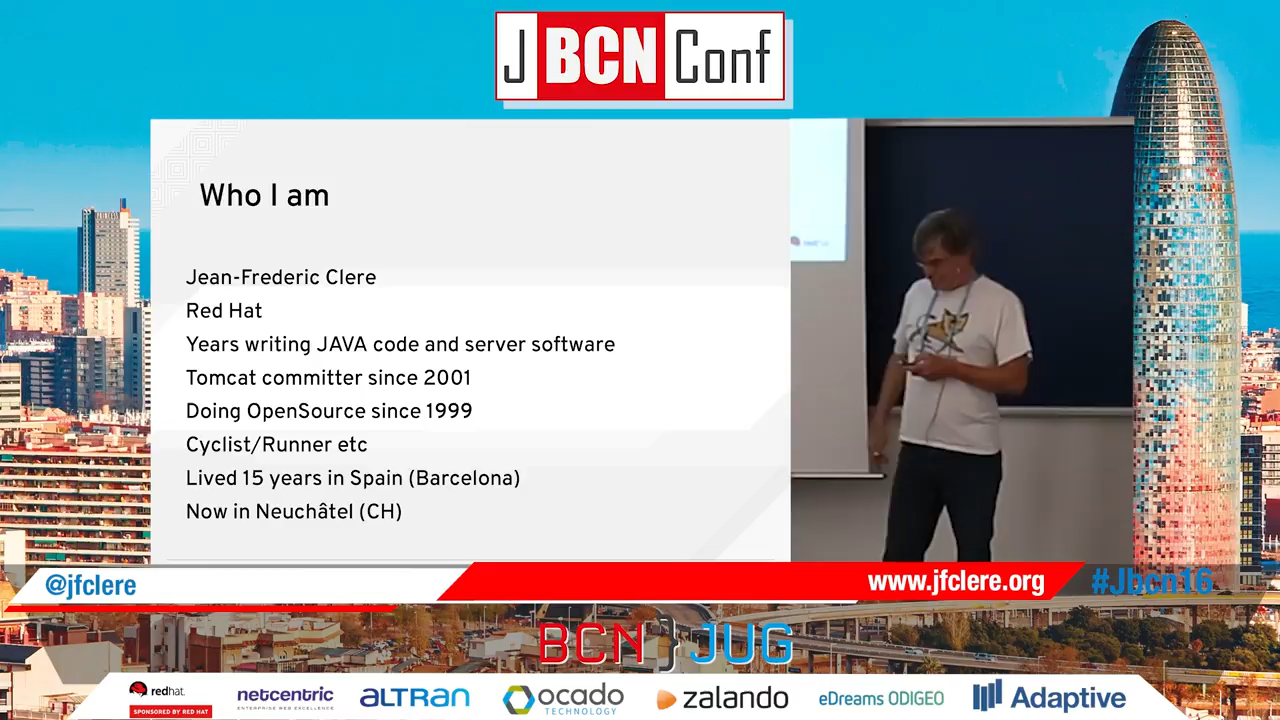 J BCN Conf
Who I am
Jean-Frederic Clere
Red Hat
Years writing JAVA code and server software
Tomcat committer since 2001
Doing OpenSource since 1999
Cyclist/Runner etc
Lived 15 years in Spain (Barcelona)
Now in Neuchâtel (CH)
@jfclere
www.jfclere.org
#Jbcn16
BCN JUG
redhat.
SPONSORED BY RED HAT
netcentric
ENTERPRISE WEB EXCELLENCE
ALTRAN
ocado
TECHNOLOGY
zalando
eDreams ODIGEO
Adaptive